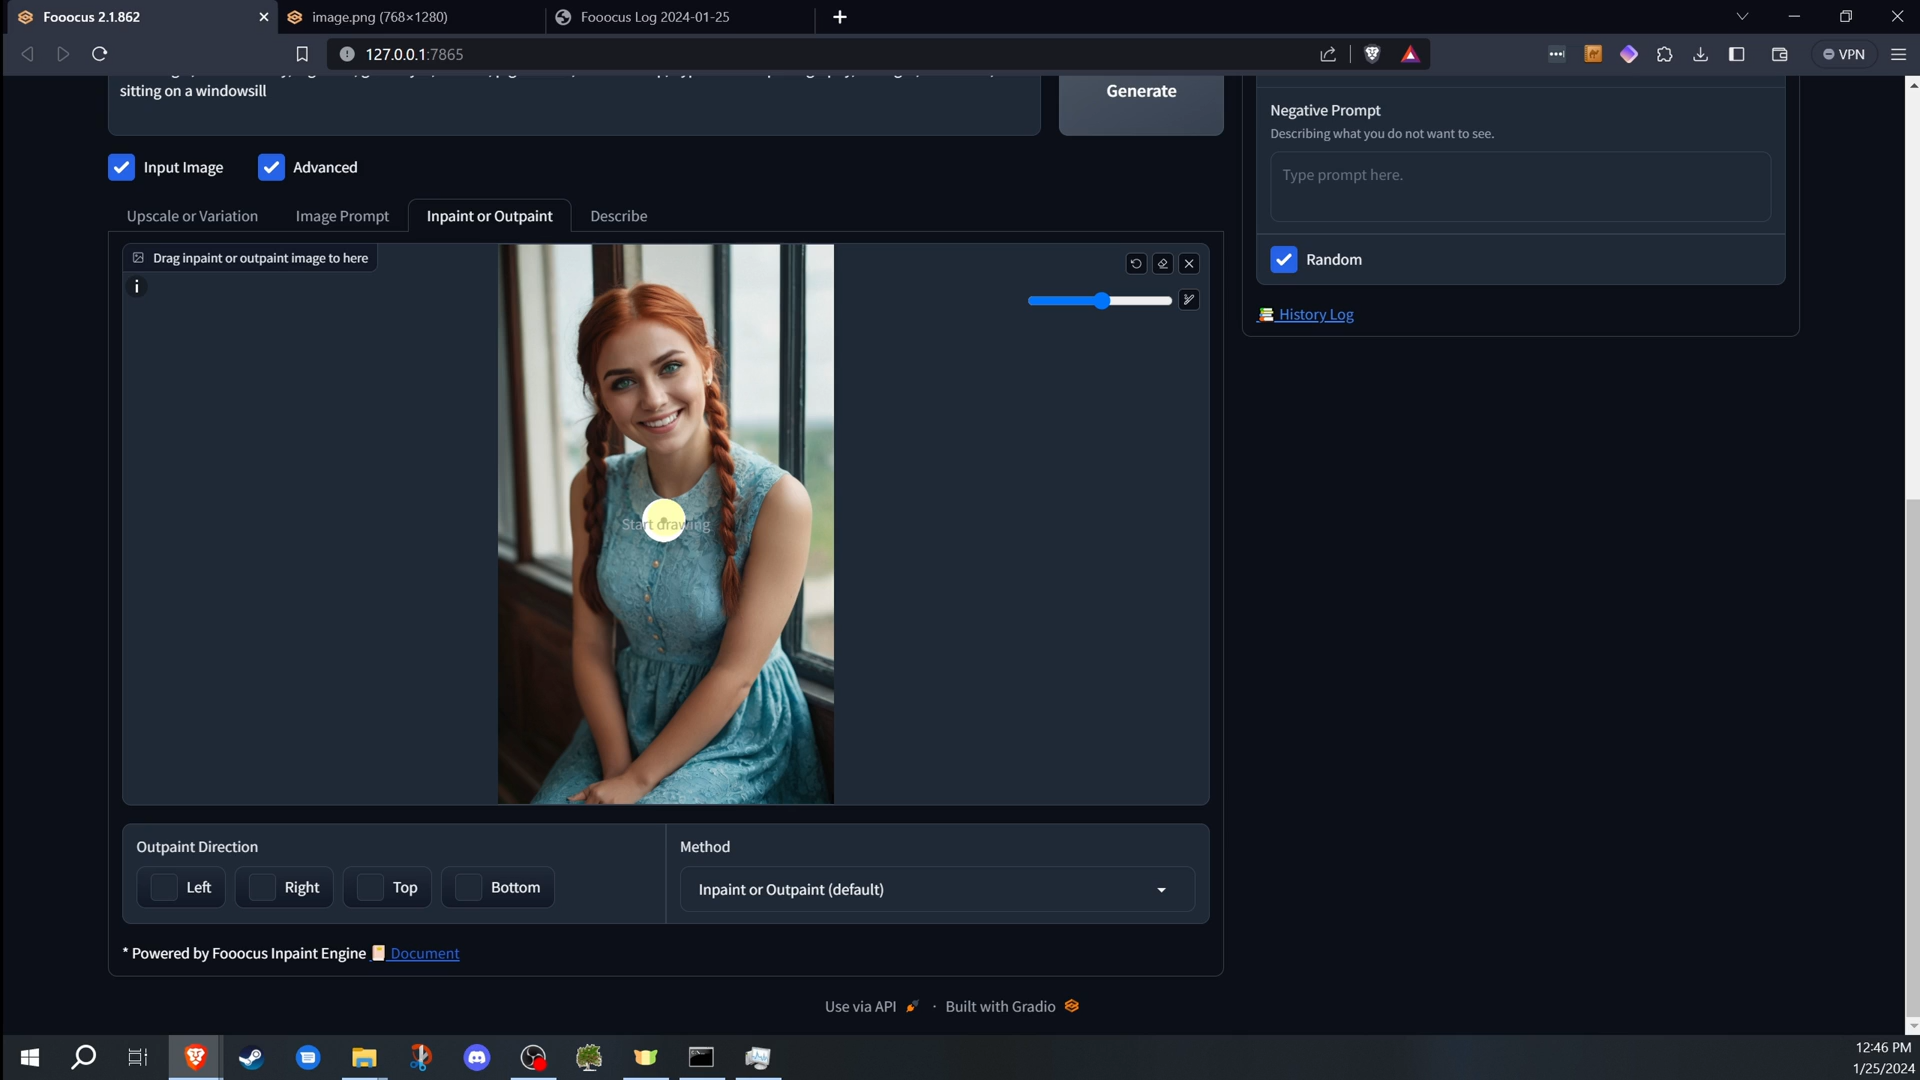 Fooocus 2.1.862
image.png (768×1280)
Fooocus Log 2024-01-25
127.0.0.1:7865
VPN
sitting on a windowsill
Generate
Negative Prompt
Describing what you do not want to see.
Type prompt here.
Input Image
Advanced
Upscale or Variation
Image Prompt
Inpaint or Outpaint
Describe
Drag inpaint or outpaint image to here
i
Random
History Log
Start drawing
Outpaint Direction
Left
Right
Top
Bottom
Method
Inpaint or Outpaint (default)
* Powered by Fooocus Inpaint Engine
Document
Use via API
·
Built with Gradio
12:46 PM
1/25/2024